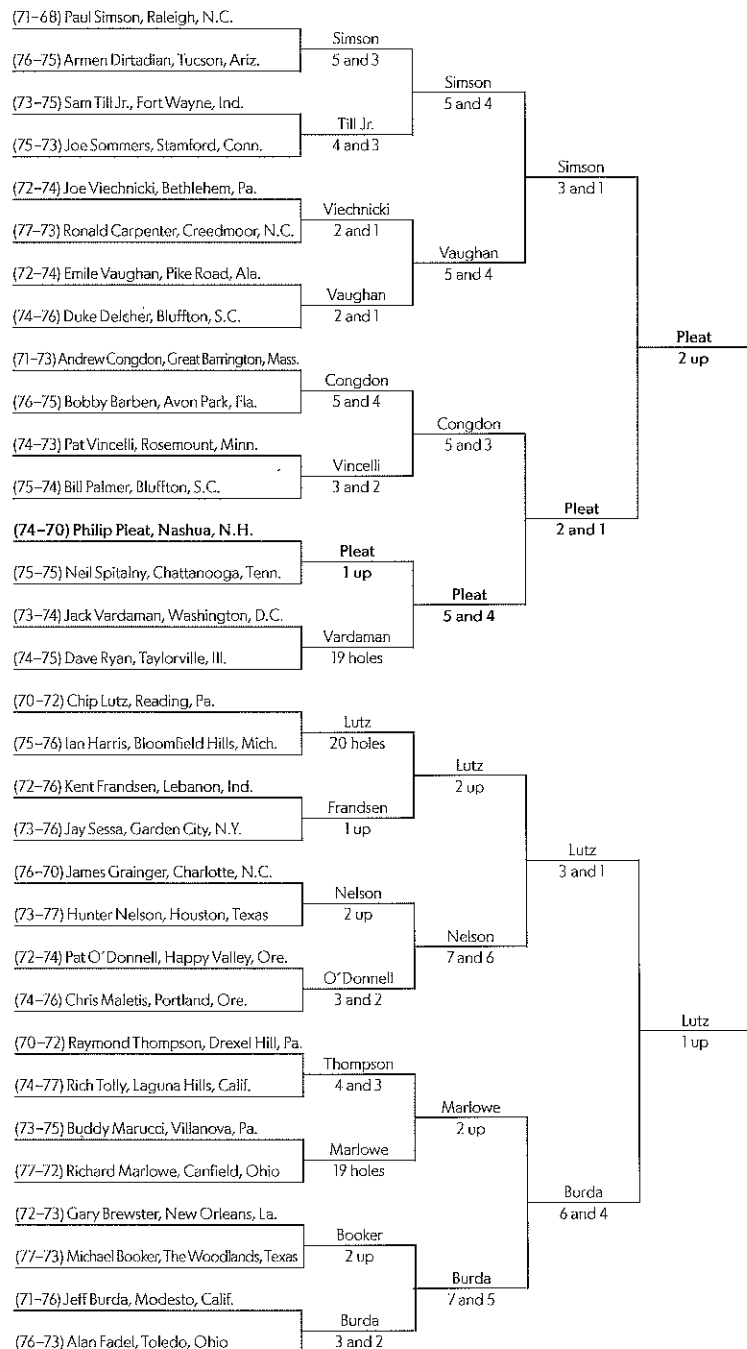 (71–68) Paul Simson, Raleigh, N.C.
Simson
(76–75) Armen Dirtadian, Tucson, Ariz.
5 and 3
Simson
(73–75) Sam Till Jr., Fort Wayne, Ind.
5 and 4
Till Jr.
(75–73) Joe Sommers, Stamford, Conn.
4 and 3
Simson
(72–74) Joe Viechnicki, Bethlehem, Pa.
3 and 1
Viechnicki
(77–73) Ronald Carpenter, Creedmoor, N.C.
2 and 1
Vaughan
(72–74) Emile Vaughan, Pike Road, Ala.
5 and 4
Vaughan
(74–76) Duke Delcher, Bluffton, S.C.
2 and 1
Pleat
(71–73) Andrew Congdon, Great Barrington, Mass.
2 up
Congdon
(76–75) Bobby Barben, Avon Park, Fla.
5 and 4
Congdon
(74–73) Pat Vincelli, Rosemount, Minn.
5 and 3
Vincelli
(75–74) Bill Palmer, Bluffton, S.C.
3 and 2
Pleat
(74–70) Philip Pleat, Nashua, N.H.
2 and 1
Pleat
(75–75) Neil Spitalny, Chattanooga, Tenn.
1 up
Pleat
(73–74) Jack Vardaman, Washington, D.C.
5 and 4
Vardaman
(74–75) Dave Ryan, Taylorville, Ill.
19 holes
(70–72) Chip Lutz, Reading, Pa.
Lutz
(75–76) Ian Harris, Bloomfield Hills, Mich.
20 holes
Lutz
(72–76) Kent Frandsen, Lebanon, Ind.
2 up
Frandsen
(73–76) Jay Sessa, Garden City, N.Y.
1 up
Lutz
(76–70) James Grainger, Charlotte, N.C.
3 and 1
Nelson
(73–77) Hunter Nelson, Houston, Texas
2 up
Nelson
(72–74) Pat O'Donnell, Happy Valley, Ore.
7 and 6
O'Donnell
(74–76) Chris Maletis, Portland, Ore.
3 and 2
Lutz
(70–72) Raymond Thompson, Drexel Hill, Pa.
1 up
Thompson
(74–77) Rich Tolly, Laguna Hills, Calif.
4 and 3
Marlowe
(73–75) Buddy Marucci, Villanova, Pa.
2 up
Marlowe
(77–72) Richard Marlowe, Canfield, Ohio
19 holes
Burda
(72–73) Gary Brewster, New Orleans, La.
6 and 4
Booker
(77–73) Michael Booker, The Woodlands, Texas
2 up
Burda
(71–76) Jeff Burda, Modesto, Calif.
7 and 5
Burda
(76–73) Alan Fadel, Toledo, Ohio
3 and 2